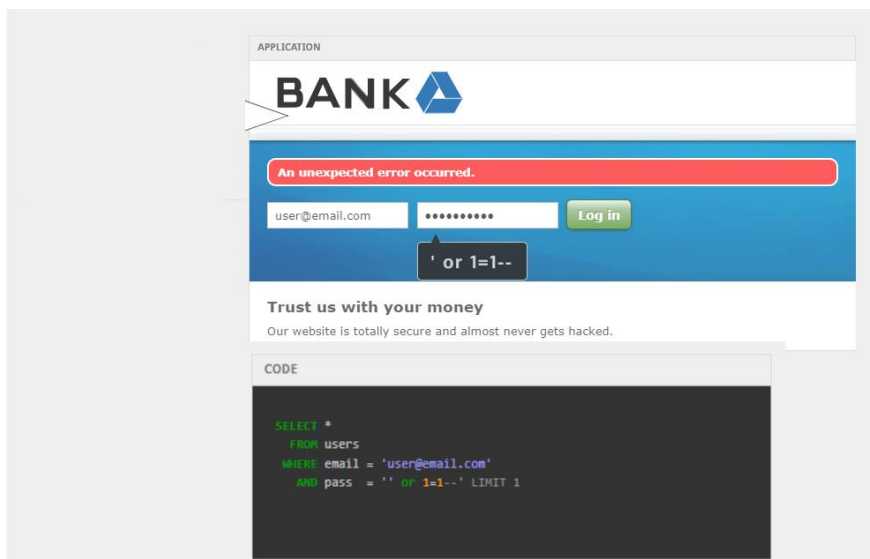 APPLICATION
BANK
An unexpected error occurred.
user@email.com •••••••••• Log in
' or 1=1--
Trust us with your money
Our website is totally secure and almost never gets hacked.
CODE
SELECT *
FROM users
WHERE email = 'user@email.com'
AND pass = '' or 1=1--' LIMIT 1